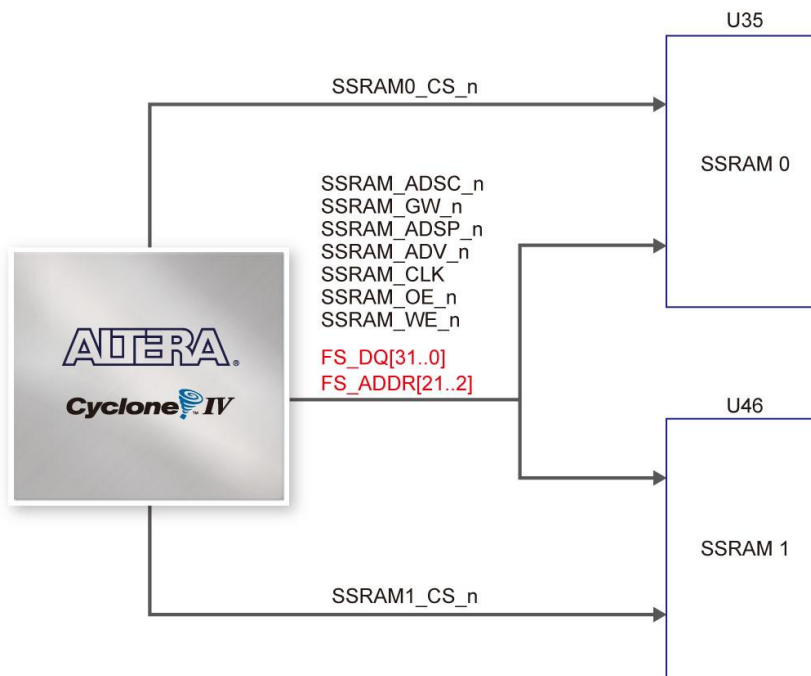 U35
SSRAM0_CS_n
SSRAM 0
SSRAM_ADSC_n
SSRAM_GW_n
SSRAM_ADSP_n
SSRAM_ADV_n
SSRAM_CLK
SSRAM_OE_n
SSRAM_WE_n
FS_DQ[31..0]
FS_ADDR[21..2]
ALTERA®
Cyclone™ IV
U46
SSRAM 1
SSRAM1_CS_n